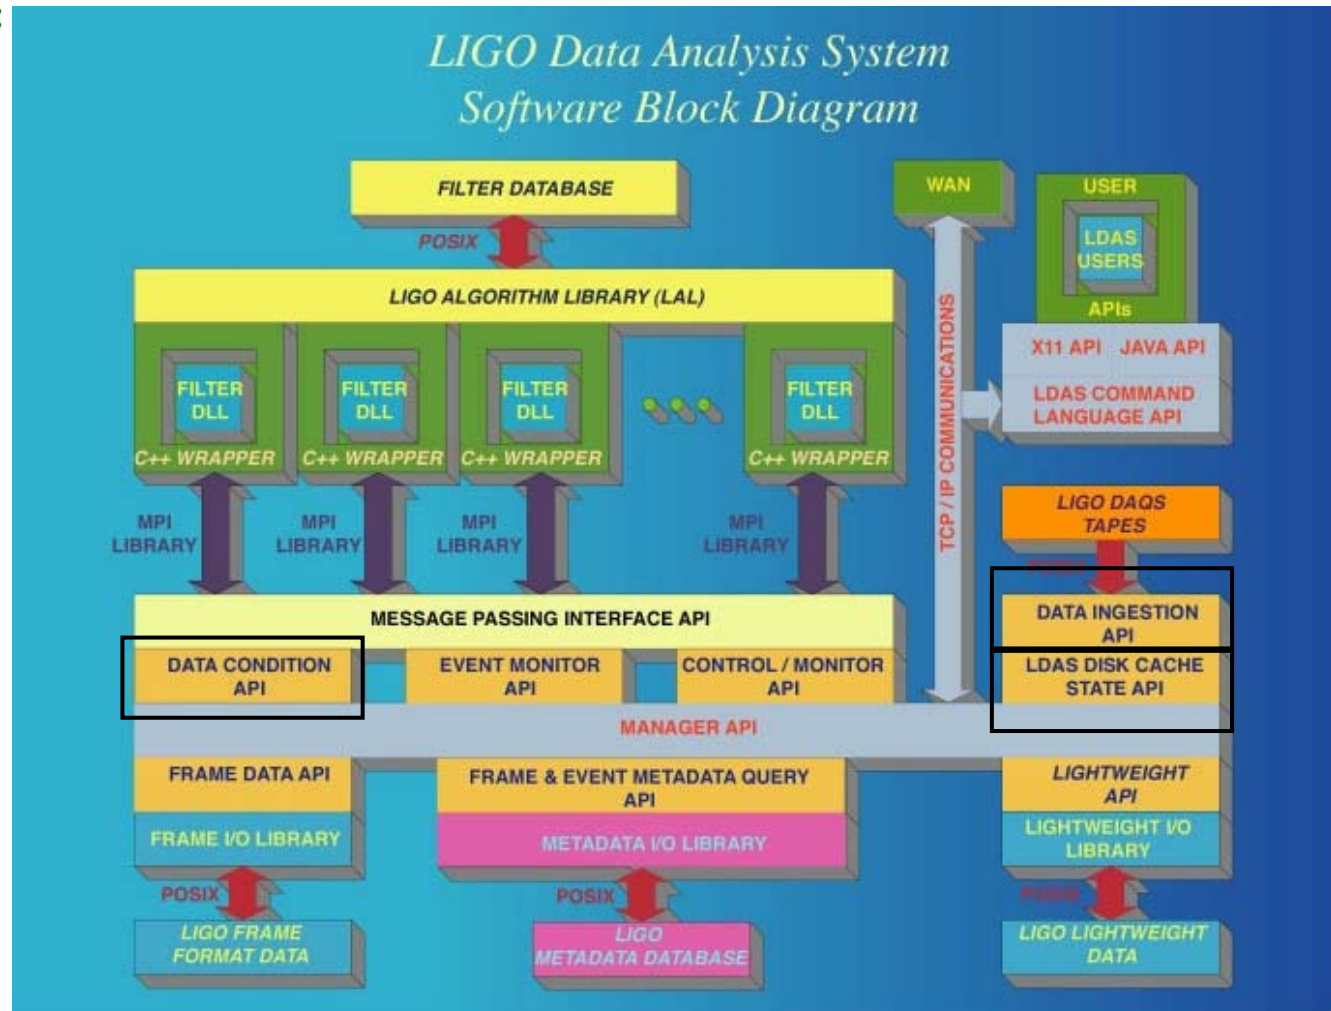 LIGO Data Analysis System
Software Block Diagram
FILTER DATABASE
WAN
USER
LDAS
USERS
APIs
POSIX
LIGO ALGORITHM LIBRARY (LAL)
X11 API JAVA API
LDAS COMMAND
LANGUAGE API
FILTER
DLL
C++ WRAPPER
FILTER
DLL
C++ WRAPPER
FILTER
DLL
C++ WRAPPER
FILTER
DLL
C++ WRAPPER
TCP / IP COMMUNICATIONS
MPI
LIBRARY
MPI
LIBRARY
MPI
LIBRARY
MPI
LIBRARY
LIGO DAQS
TAPES
POSIX
MESSAGE PASSING INTERFACE API
DATA INGESTION
API
DATA CONDITION
API
EVENT MONITOR
API
CONTROL / MONITOR
API
LDAS DISK CACHE
STATE API
MANAGER API
FRAME DATA API
FRAME & EVENT METADATA QUERY
API
LIGHTWEIGHT
API
FRAME I/O LIBRARY
METADATA I/O LIBRARY
LIGHTWEIGHT I/O
LIBRARY
POSIX
POSIX
POSIX
LIGO FRAME
FORMAT DATA
LIGO
METADATA DATABASE
LIGO LIGHTWEIGHT
DATA